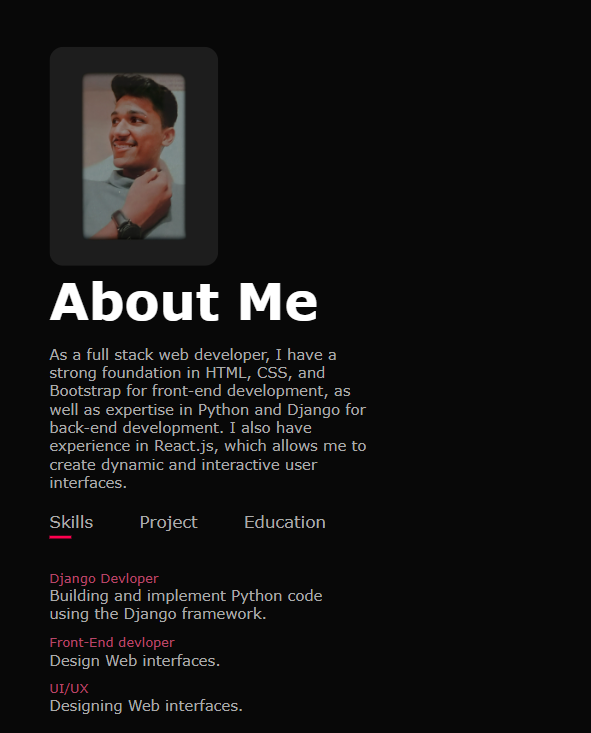 About Me
As a full stack web developer, I have a
strong foundation in HTML, CSS, and
Bootstrap for front-end development, as
well as expertise in Python and Django for
back-end development. I also have
experience in React.js, which allows me to
create dynamic and interactive user
interfaces.
Skills Project Education
Django Devloper
Building and implement Python code
using the Django framework.
Front-End devloper
Design Web interfaces.
UI/UX
Designing Web interfaces.